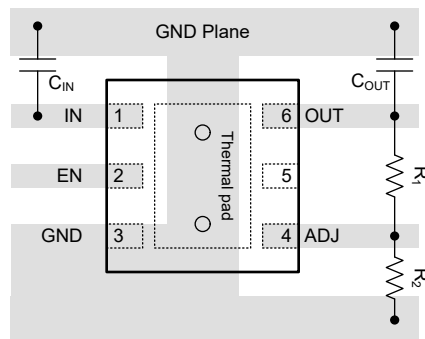 GND Plane
CIN
COUT
IN 1
6 OUT
EN 2
5
R1
GND 3
4 ADJ
R2
Thermal pad